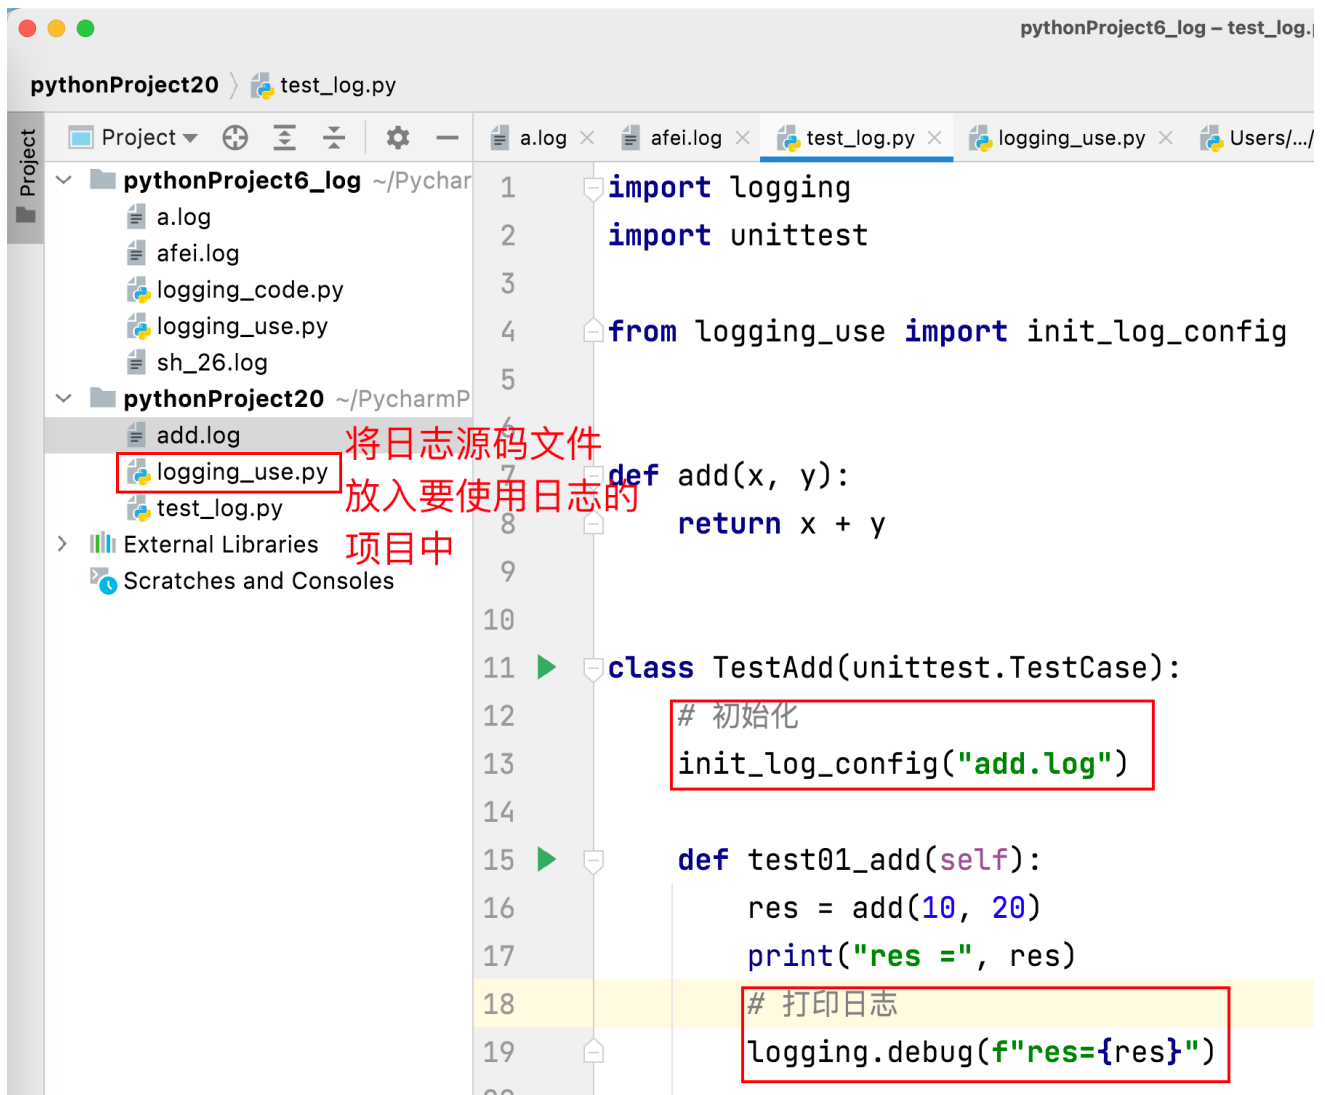 pythonProject6_log – test_log.p
pythonProject20 test_log.py
Project
Project
a.log
afei.log
test_log.py
logging_use.py
Users/.../
pythonProject6_log ~/Pychar
a.log
afei.log
logging_code.py
logging_use.py
sh_26.log
pythonProject20 ~/PycharmP
add.log
logging_use.py
test_log.py
External Libraries
Scratches and Consoles
将日志源码文件
放入要使用日志的
项目中
1 import logging
2 import unittest
3
4 from logging_use import init_log_config
5
6
7 def add(x, y):
8 return x + y
9
10
11 class TestAdd(unittest.TestCase):
12 # 初始化
13 init_log_config("add.log")
14
15 def test01_add(self):
16 res = add(10, 20)
17 print("res =", res)
18 # 打印日志
19 logging.debug(f"res={res}")